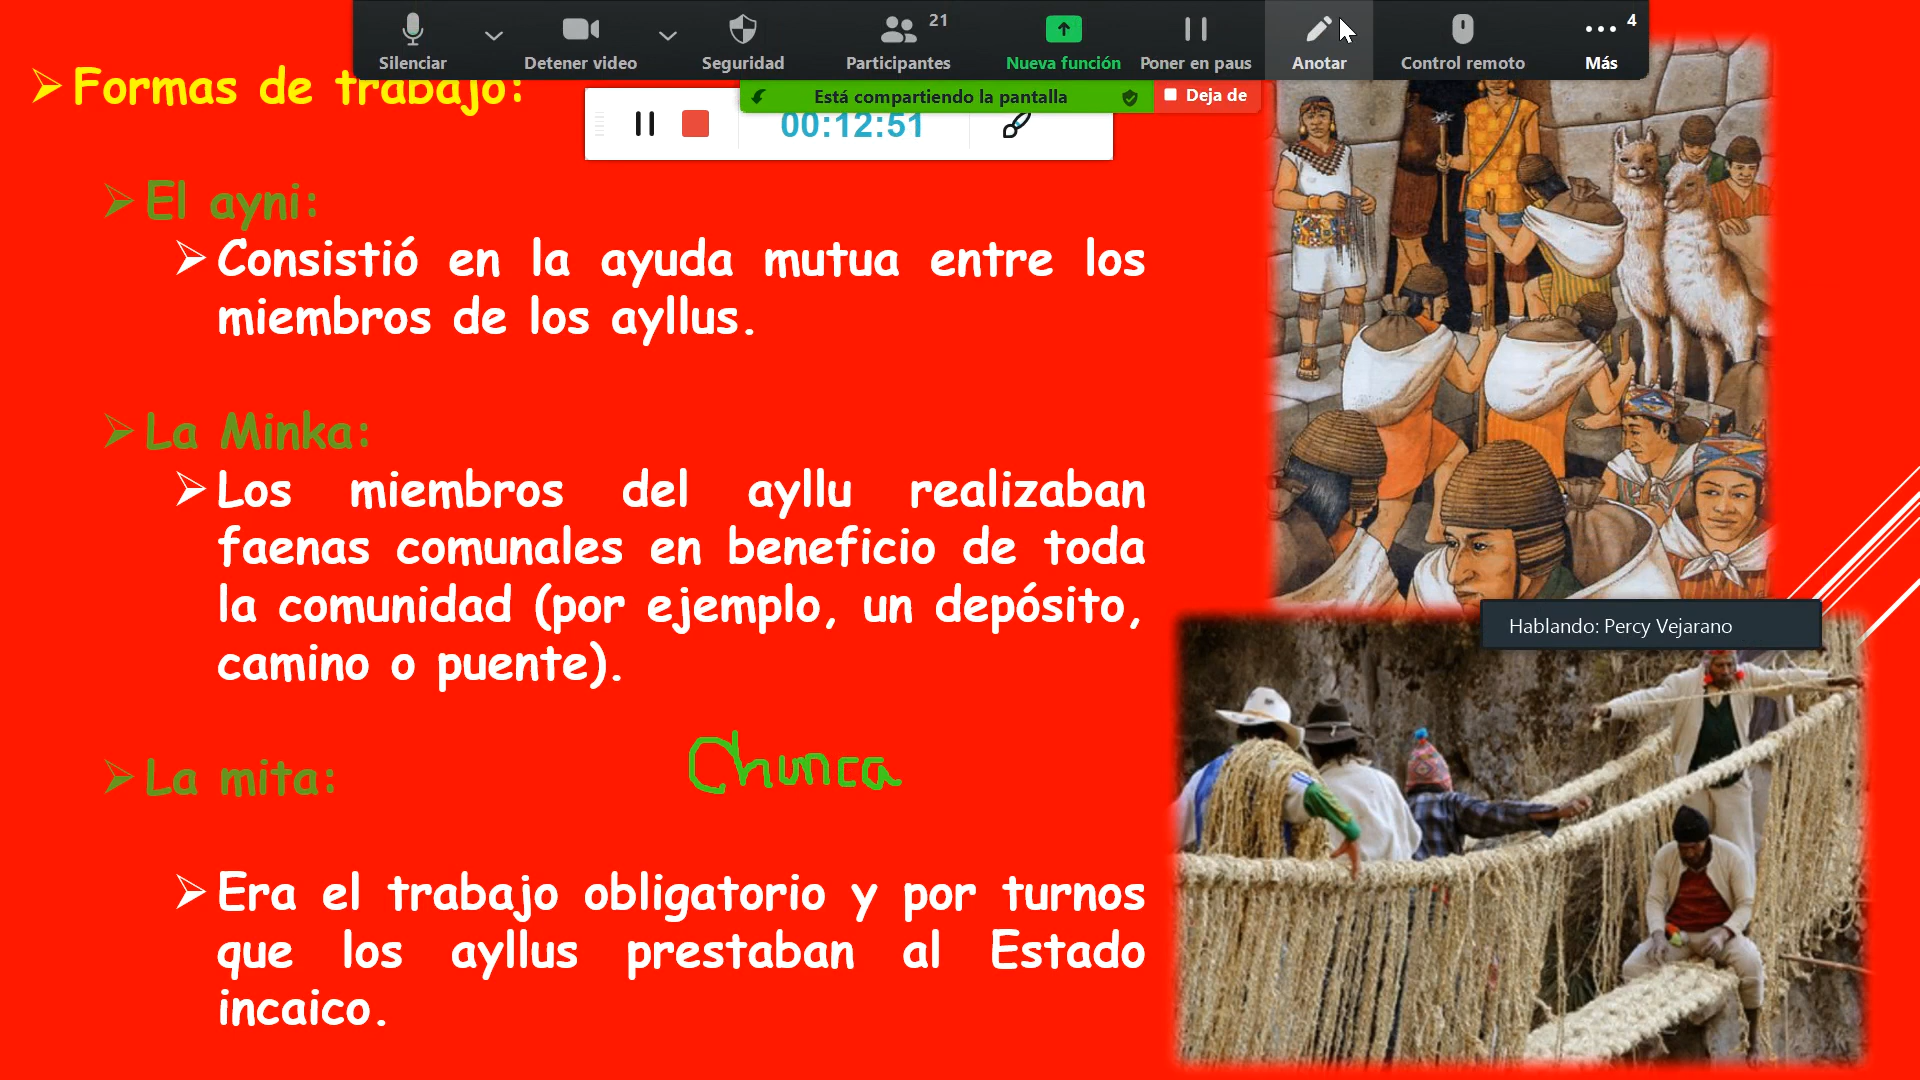 21
4
Silenciar
Detener video
Seguridad
Participantes
Nueva función
Poner en paus
Anotar
Control remoto
Más
Está compartiendo la pantalla
Deja de
00:12:51
Formas de trabajo:
El ayni:
Consistió en la ayuda mutua entre los
miembros de los ayllus.
La Minka:
Los miembros del ayllu realizaban
faenas comunales en beneficio de toda
la comunidad (por ejemplo, un depósito,
camino o puente).
Hablando: Percy Vejarano
La mita:
Chunca
Era el trabajo obligatorio y por turnos
que los ayllus prestaban al Estado
incaico.